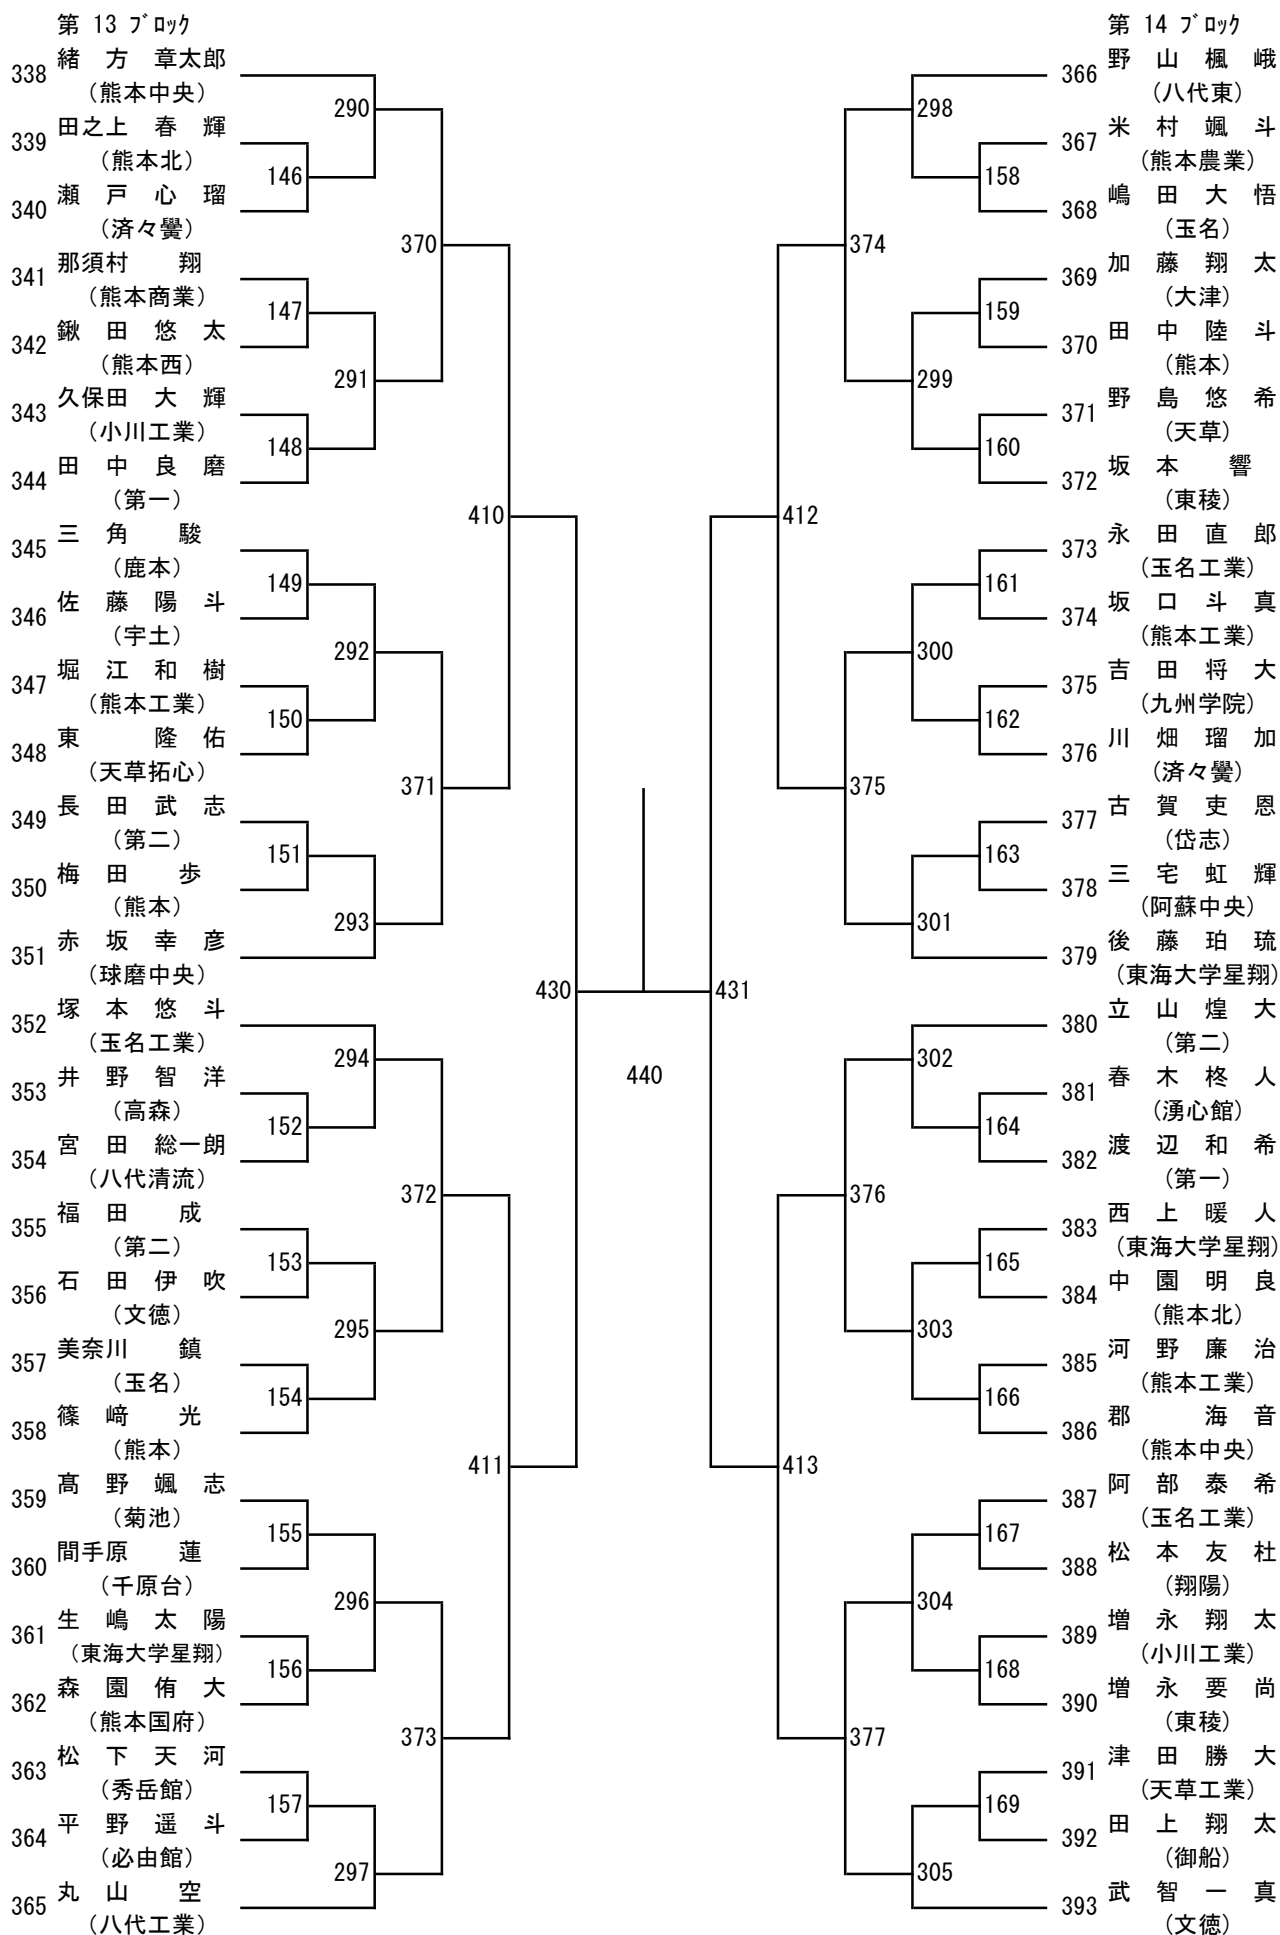 第 13 ブロック
338 緒 方 章太郎
(熊本中央)
290
339 田之上 春 輝
(熊本北)
146
340 瀬 戸 心 瑠
(済々黌)
370
341 那須村 翔
(熊本商業)
147
342 鍬 田 悠 太
(熊本西)
291
343 久保田 大 輝
(小川工業)
148
344 田 中 良 磨
(第一)
410
345 三 角 駿
(鹿本)
149
346 佐 藤 陽 斗
(宇土)
292
347 堀 江 和 樹
(熊本工業)
150
348 東 隆 佑
(天草拓心)
371
349 長 田 武 志
(第二)
151
350 梅 田 歩
(熊本)
293
351 赤 坂 幸 彦
(球磨中央)
430
352 塚 本 悠 斗
(玉名工業)
294
353 井 野 智 洋
(高森)
152
354 宮 田 総一朗
(八代清流)
372
355 福 田 成
(第二)
153
356 石 田 伊 吹
(文徳)
295
357 美奈川 鎮
(玉名)
154
358 篠 﨑 光
(熊本)
411
359 髙 野 颯 志
(菊池)
155
360 間手原 蓮
(千原台)
296
361 生 嶋 太 陽
(東海大学星翔)
156
362 森 園 侑 大
(熊本国府)
373
363 松 下 天 河
(秀岳館)
157
364 平 野 遥 斗
(必由館)
297
365 丸 山 空
(八代工業)
440
第 14 ブロック
366 野 山 楓 峨
(八代東)
298
367 米 村 颯 斗
(熊本農業)
158
368 嶋 田 大 悟
(玉名)
374
369 加 藤 翔 太
(大津)
159
370 田 中 陸 斗
(熊本)
299
371 野 島 悠 希
(天草)
160
372 坂 本 響
(東稜)
412
373 永 田 直 郎
(玉名工業)
161
374 坂 口 斗 真
(熊本工業)
300
375 吉 田 将 大
(九州学院)
162
376 川 畑 瑠 加
(済々黌)
375
377 古 賀 吏 恩
(岱志)
163
378 三 宅 虹 輝
(阿蘇中央)
301
379 後 藤 珀 琉
(東海大学星翔)
431
380 立 山 煌 大
(第二)
302
381 春 木 柊 人
(湧心館)
164
382 渡 辺 和 希
(第一)
376
383 西 上 暖 人
(東海大学星翔)
165
384 中 園 明 良
(熊本北)
303
385 河 野 廉 治
(熊本工業)
166
386 郡 海 音
(熊本中央)
413
387 阿 部 泰 希
(玉名工業)
167
388 松 本 友 杜
(翔陽)
304
389 増 永 翔 太
(小川工業)
168
390 増 永 要 尚
(東稜)
377
391 津 田 勝 大
(天草工業)
169
392 田 上 翔 太
(御船)
305
393 武 智 一 真
(文徳)